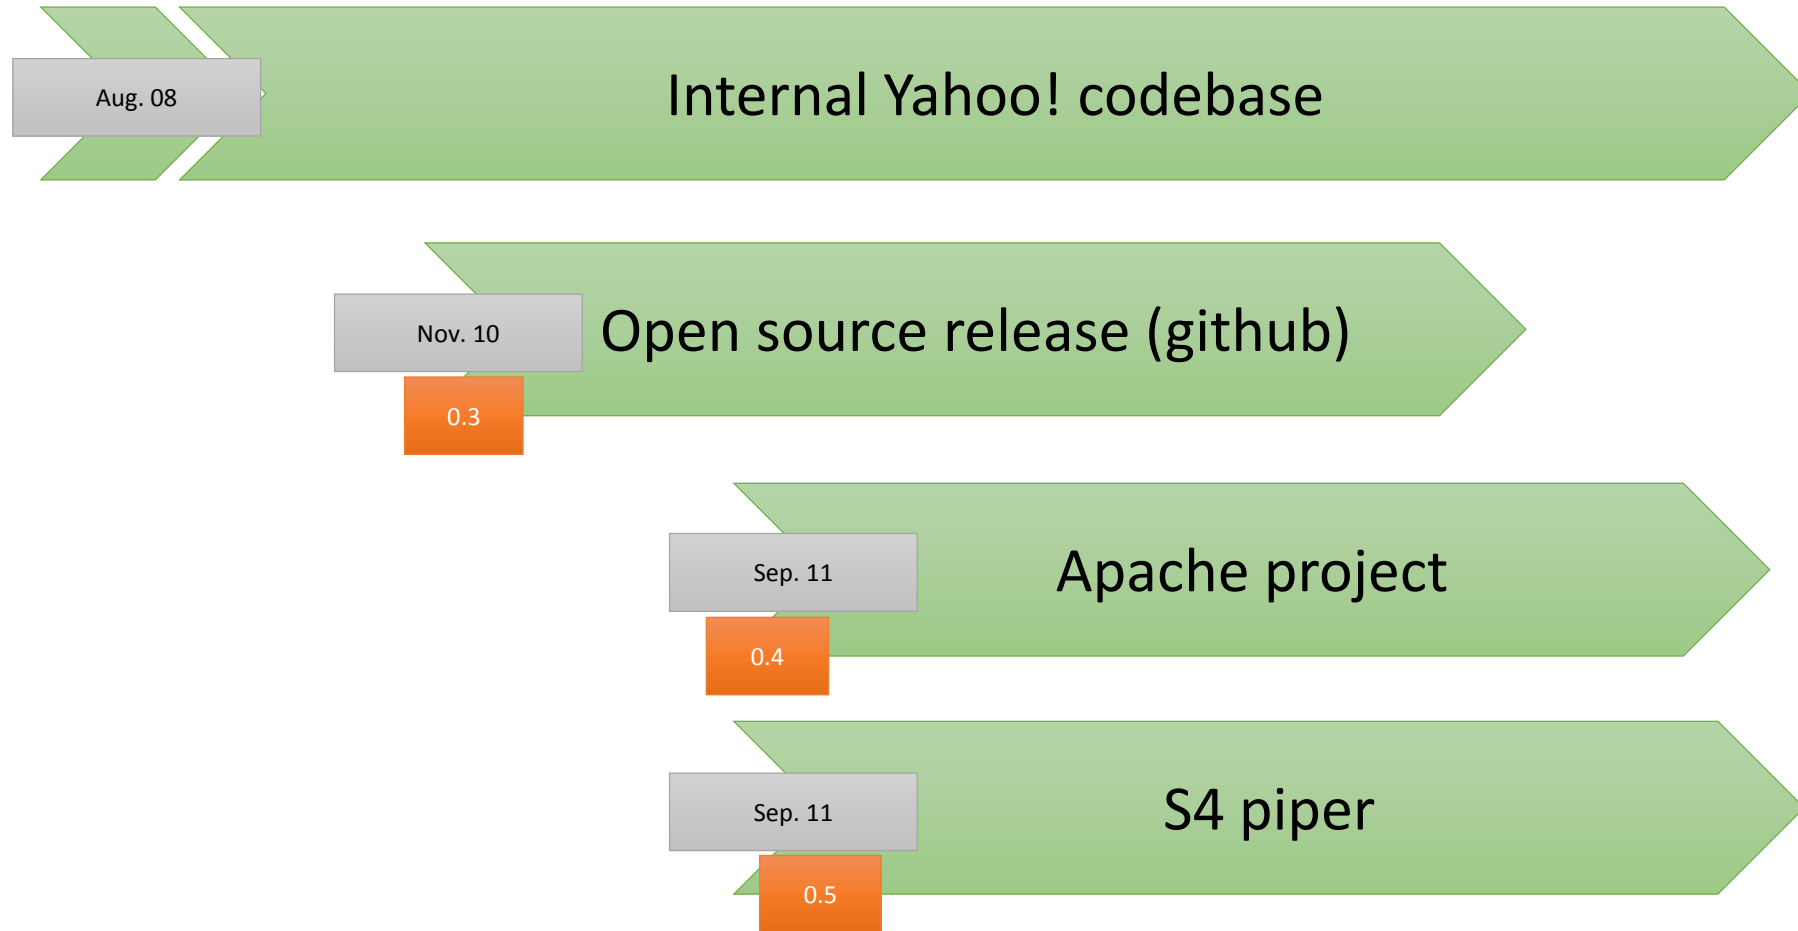 Aug. 08
Internal Yahoo! codebase
Nov. 10
Open source release (github)
0.3
Sep. 11
Apache project
0.4
Sep. 11
S4 piper
0.5